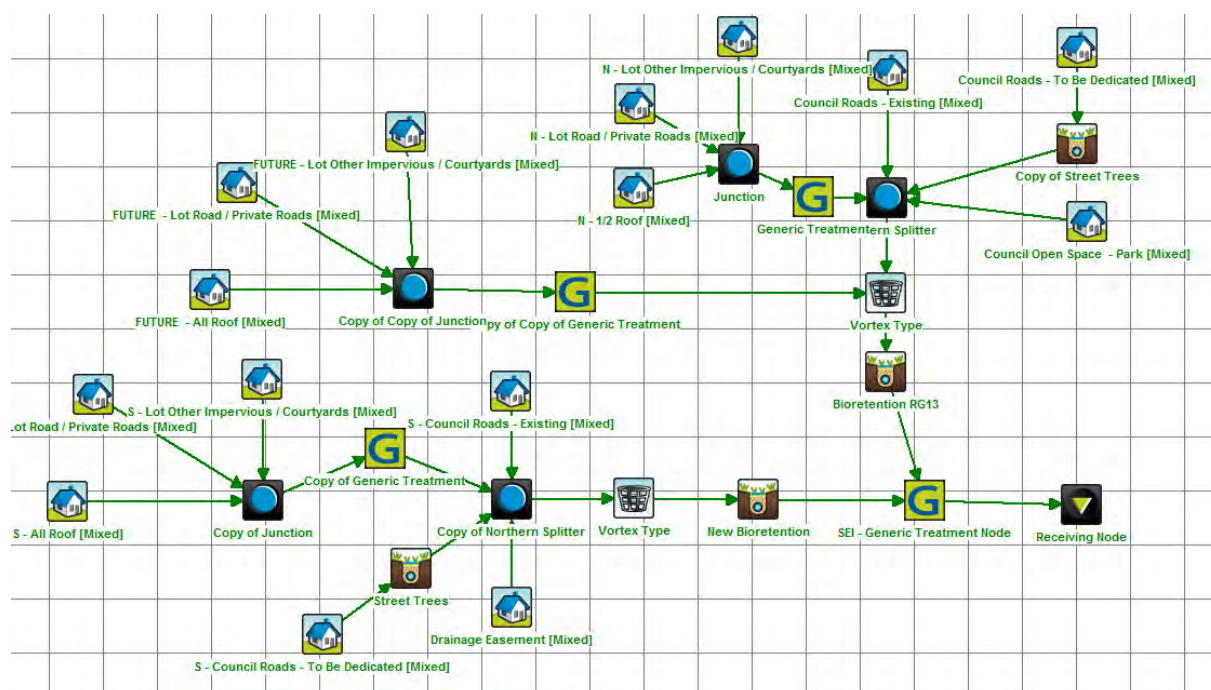 N - Lot Other Impervious / Courtyards [Mixed]
Council Roads - To Be Dedicated [Mixed]
Council Roads - Existing [Mixed]
N - Lot Road / Private Roads [Mixed]
FUTURE - Lot Other Impervious / Courtyards [Mixed]
Copy of Street Trees
Junction
FUTURE - Lot Road / Private Roads [Mixed]
N - 1/2 Roof [Mixed]
Generic Treatment
ern Splitter
Council Open Space - Park [Mixed]
FUTURE - All Roof [Mixed]
Copy of Copy of Junction
py of Copy of Generic Treatment
Vortex Type
Bioretention RG13
S - Lot Other Impervious / Courtyards [Mixed]
S - Council Roads - Existing [Mixed]
Lot Road / Private Roads [Mixed]
Copy of Generic Treatment
S - All Roof [Mixed]
Copy of Junction
Copy of Northern Splitter
Vortex Type
New Bioretention
SEI - Generic Treatment Node
Receiving Node
Street Trees
Drainage Easement [Mixed]
S - Council Roads - To Be Dedicated [Mixed]
G
G
G
G